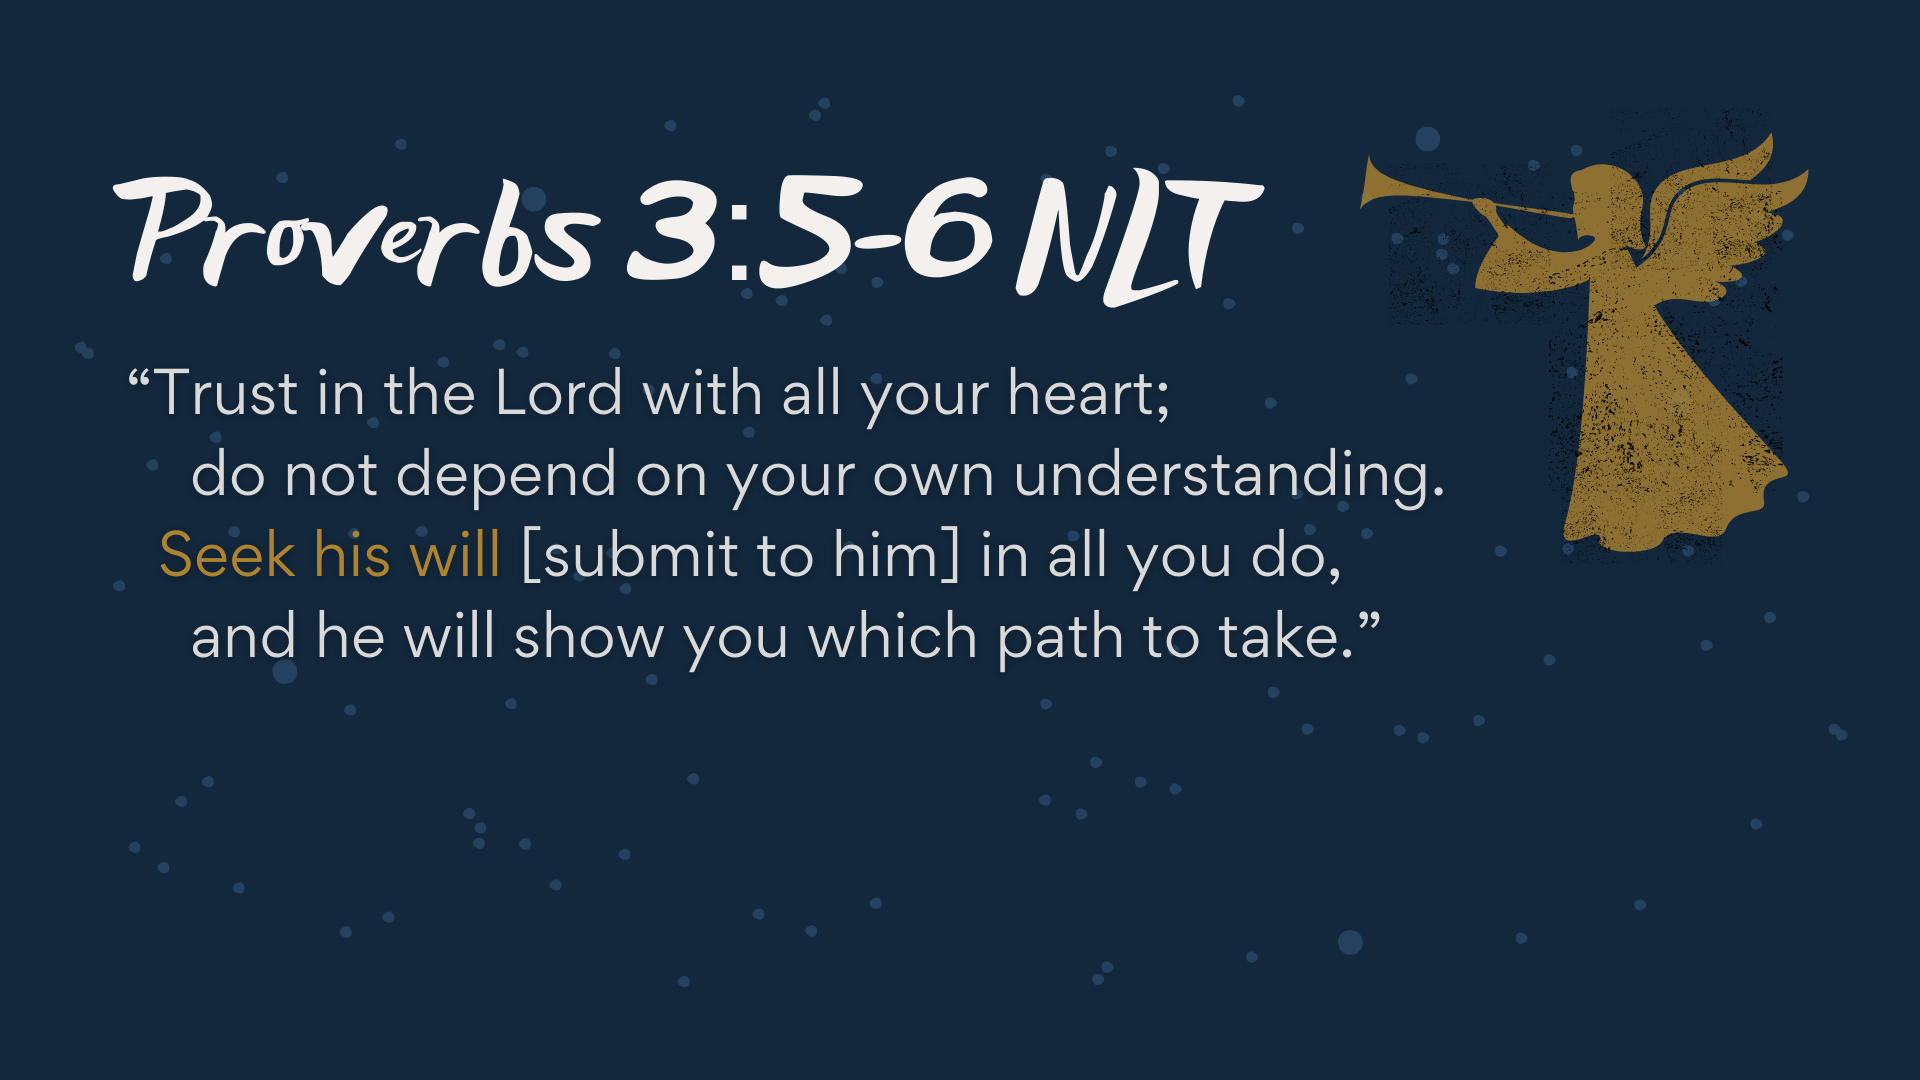 Proverbs 3:5-6 NLT
“Trust in the Lord with all your heart;
do not depend on your own understanding.
Seek his will [submit to him] in all you do,
and he will show you which path to take.”